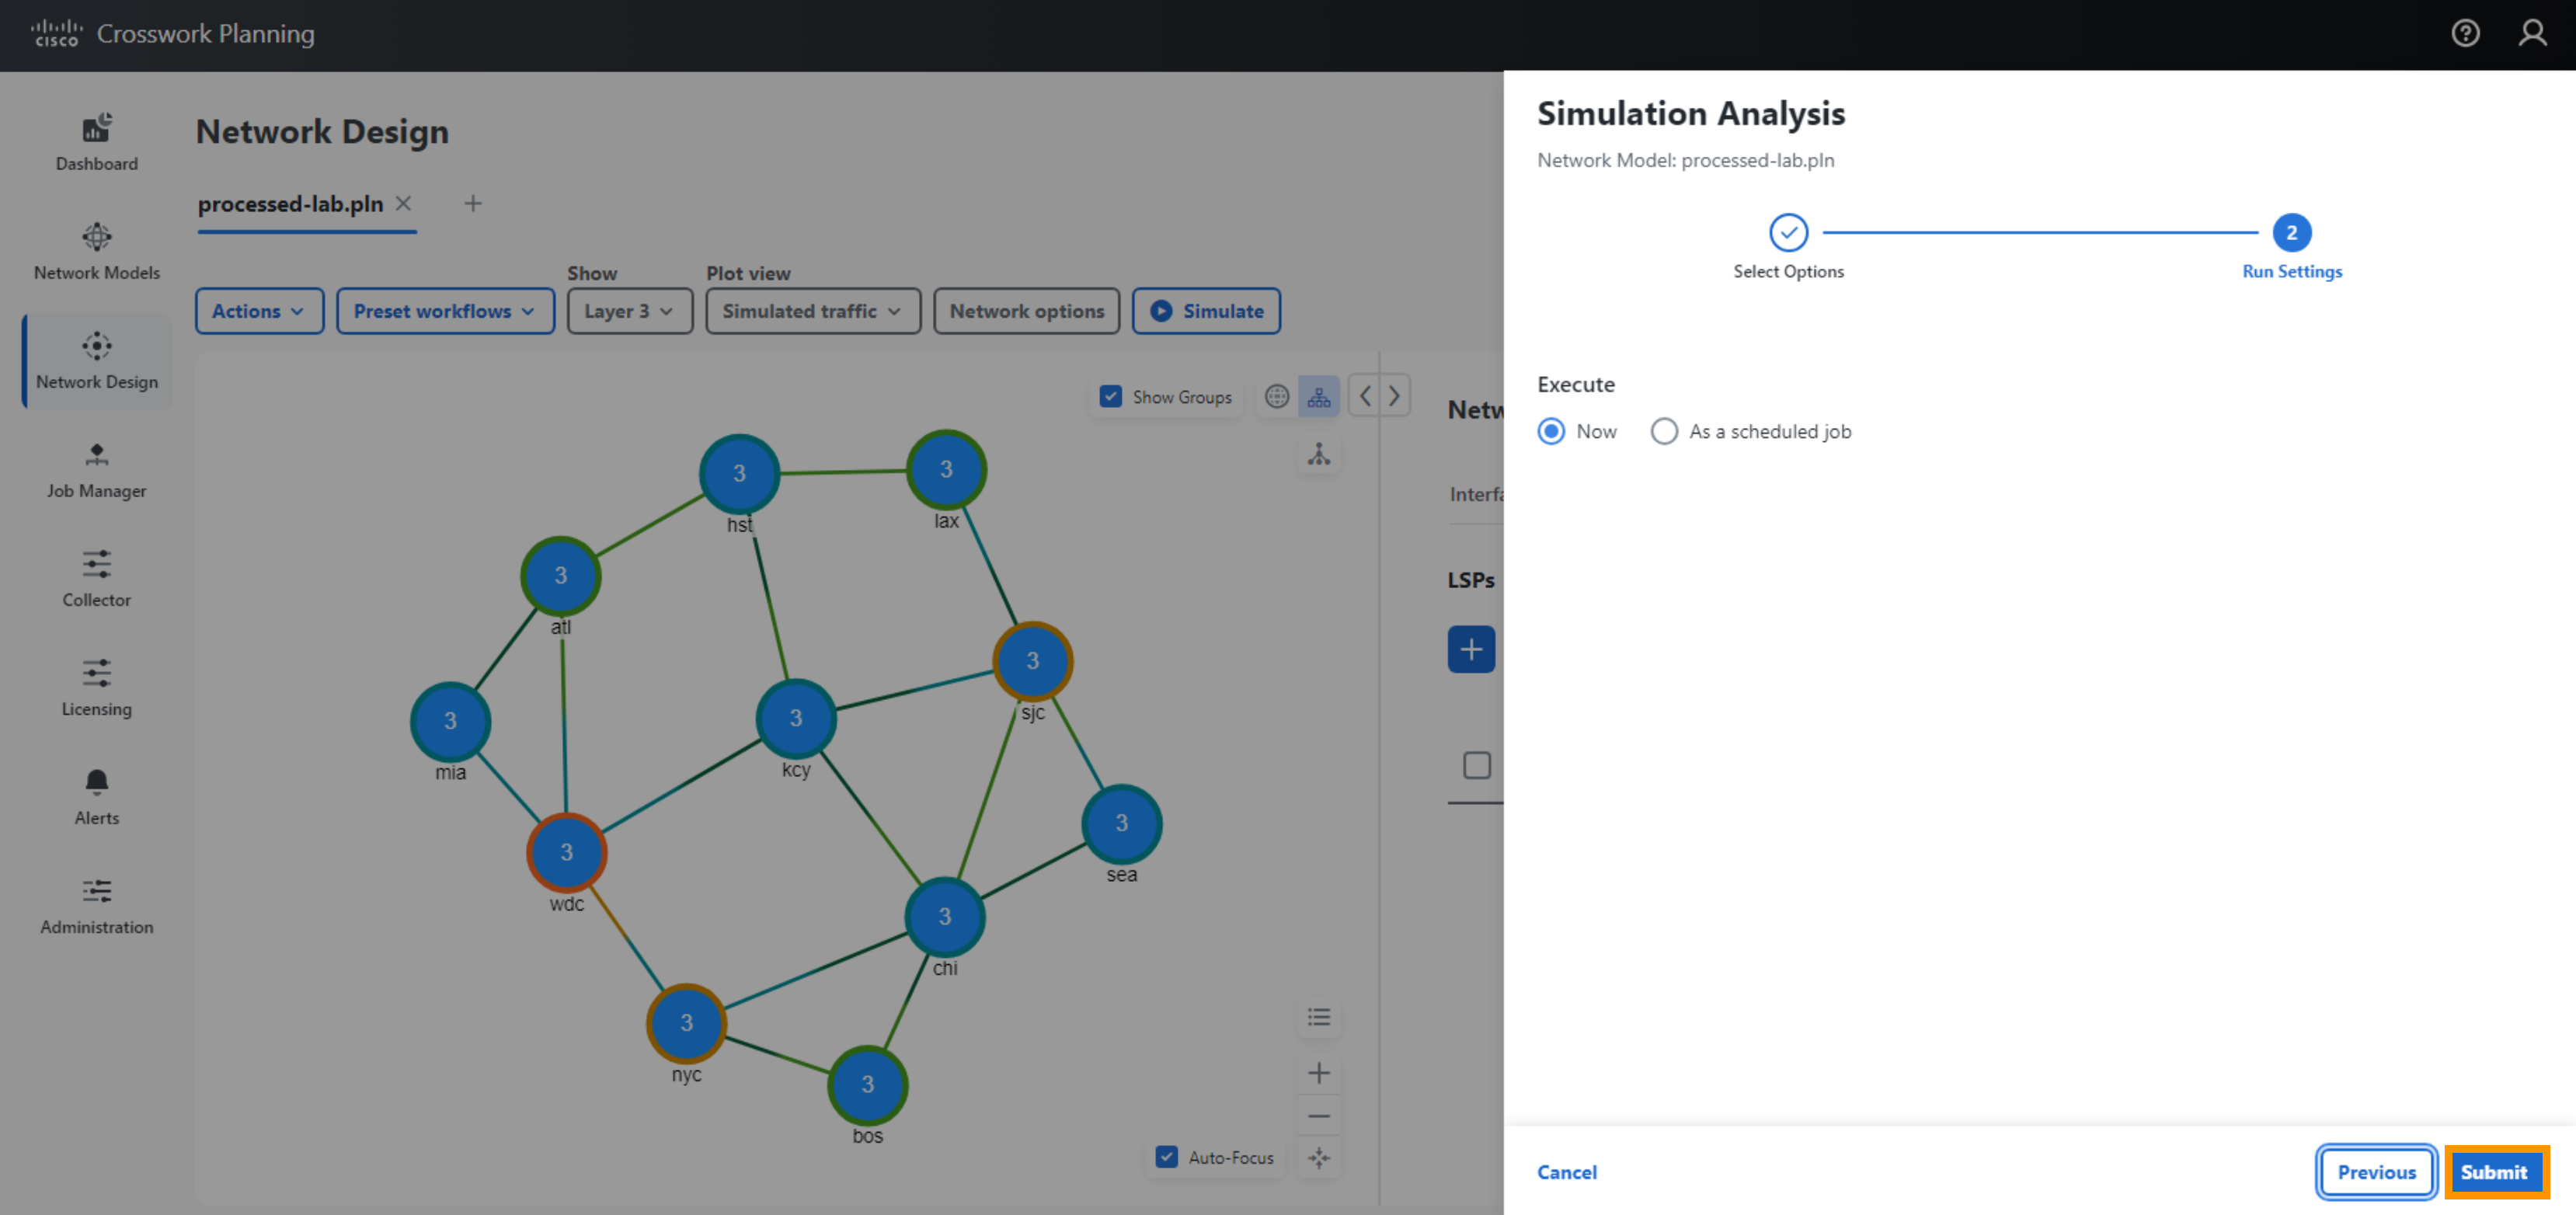 CISCO Crosswork Planning
Dashboard
Network Models
Network Design
Job Manager
Collector
Licensing
Alerts
Administration
Network Design
processed-lab.pln
Show
Plot view
Actions
Preset workflows
Layer 3
Simulated traffic
Network options
Simulate
Show Groups
3
hst
3
lax
3
atl
3
sjc
3
mia
3
kcy
3
sea
3
wdc
3
chi
3
nyc
3
bos
Auto-Focus
LSPs
Simulation Analysis
Network Model: processed-lab.pln
Select Options
2
Run Settings
Execute
Now
As a scheduled job
Cancel
Previous
Submit